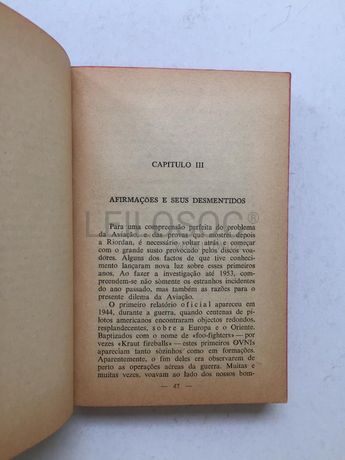 CAPITULO III
AFIRMAÇOES E SEUS DESMENTIDOS
Para uma compreensão perfeita do problema
da Aviação, e das provas que mostrei depois
a Riordan, é necessário voltar atrás e começar
com o grande susto provocado pelos discos voa-
dores. Alguns dos factos de que tive conheci-
mento lançaram nova luz sobre esses primeiros
anos. Ao fazer a investigação até 1953, com-
preendem-se não sòmente os estranhos incidentes
do ano passado, mas também as razões para o
presente dilema da Aviação.
O primeiro relatório oficial apareceu em
1944, durante a guerra, quando centenas de pi-
lotos americanos encontraram objectos redondos,
resplandecentes, sobre a Europa e o Oriente.
Baptizados com o nome de «foo-fighters» — por
vezes «Kraut fireballs» — estes primeiros OVNIs
apareciam tanto sòzinhos como em formações.
Aparentemente, o fim deles era observarem de
perto as operações aéreas da guerra. Muitas e
muitas vezes, voavam ao lado dos nossos bom-
— 47 —
LEILOSOC®